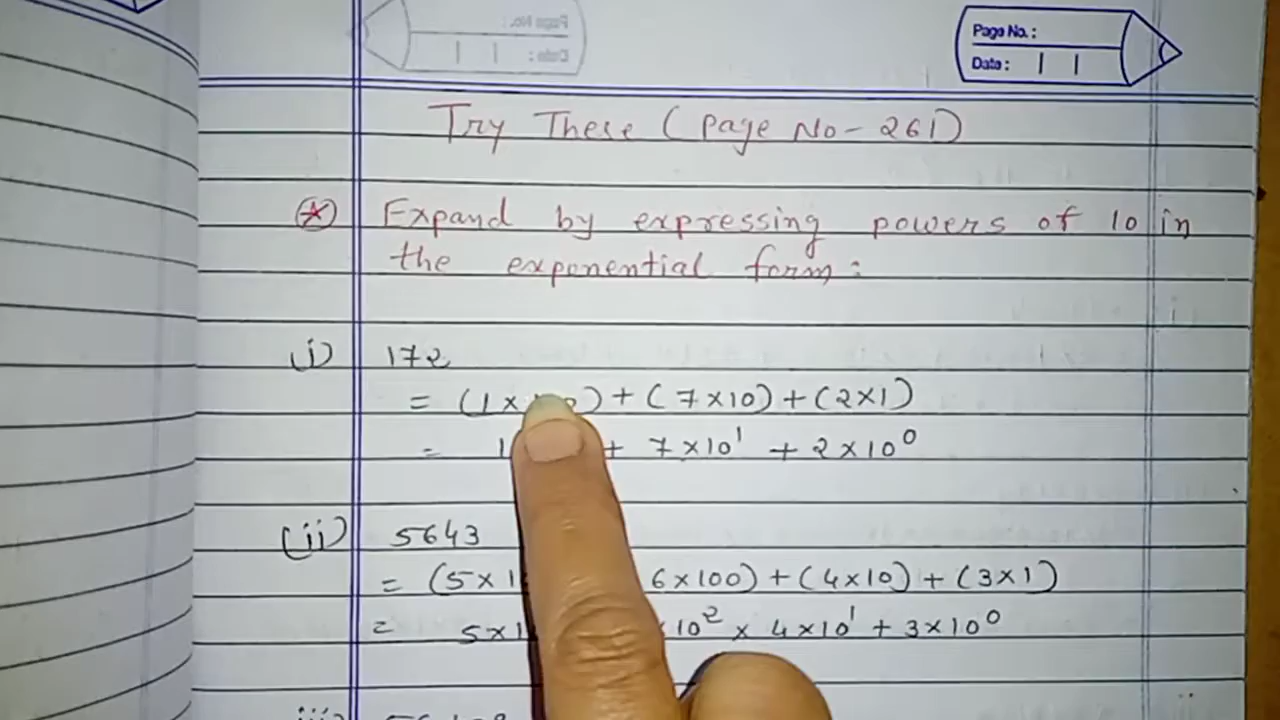 Page No.:
Date:
Try These (Page No - 261)
Expand by expressing powers of 10 in
the exponential form:
(i) 172
= (1 × ) + (7×10) + (2×1)
= 1 + 7×10¹ + 2×10⁰
(ii) 5643
= (5×1 6×100) + (4×10) + (3×1)
= 5×1 ×10² × 4×10¹ + 3×10⁰